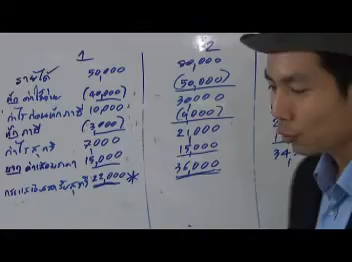 1 2
รายได้ 50,000 80,000
หัก ค่าใช้จ่าย (40,000) (50,000)
กำไรก่อนหักภาษี 10,000 30,000
หัก ภาษี (3,000) (9,000)
กำไรสุทธิ 7,000 21,000
บวก ค่าเสื่อมราคา 15,000 15,000
กระแสเงินสดรับสุทธิ 22,000* 36,000
34,